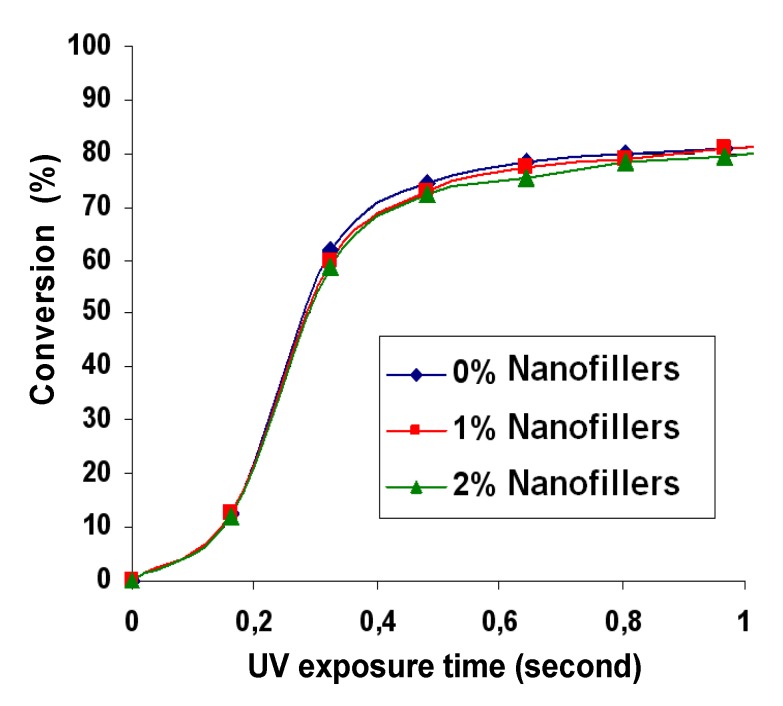 100
90
80
70
60
50
40
30
20
10
0
Conversion (%)
0% Nanofillers
1% Nanofillers
2% Nanofillers
0 0,2 0,4 0,6 0,8 1
UV exposure time (second)